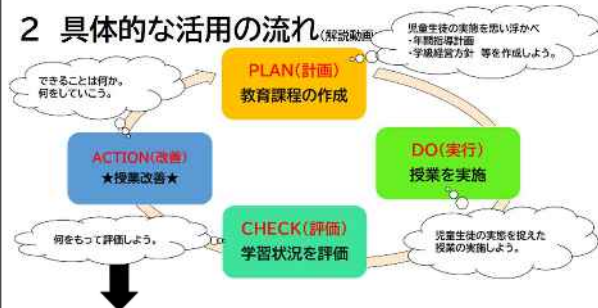 2 具体的な活用の流れ(解説動画
児童生徒の実態を思い浮かべ
・年間指導計画
・学級経営方針 等を作成しよう。
PLAN(計画)
教育課程の作成
できることは何か。
何をしていこう。
ACTION(改善)
★授業改善★
DO(実行)
授業を実施
CHECK(評価)
学習状況を評価
何をもって評価しよう。
児童生徒の実態を捉えた
授業の実施しよう。